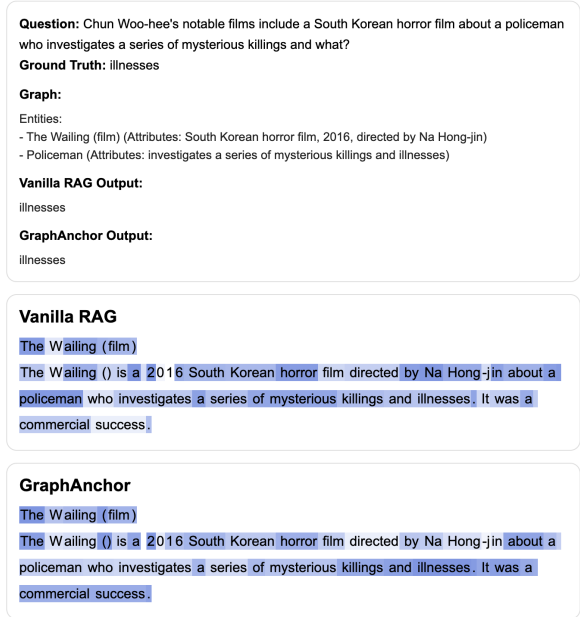 Question: Chun Woo-hee's notable films include a South Korean horror film about a policeman
who investigates a series of mysterious killings and what?
Ground Truth: illnesses
Graph:
Entities:
- The Wailing (film) (Attributes: South Korean horror film, 2016, directed by Na Hong-jin)
- Policeman (Attributes: investigates a series of mysterious killings and illnesses)
Vanilla RAG Output:
illnesses
GraphAnchor Output:
illnesses
Vanilla RAG
The Wailing (film)
The Wailing () is a 2016 South Korean horror film directed by Na Hong-jin about a
policeman who investigates a series of mysterious killings and illnesses. It was a
commercial success.
GraphAnchor
The Wailing (film)
The Wailing () is a 2016 South Korean horror film directed by Na Hong-jin about a
policeman who investigates a series of mysterious killings and illnesses. It was a
commercial success.